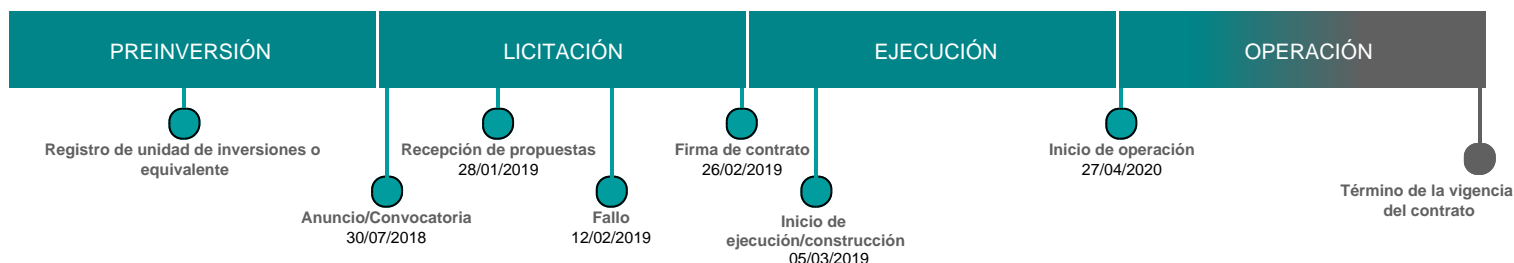 PREINVERSIÓN
LICITACIÓN
EJECUCIÓN
OPERACIÓN
Registro de unidad de inversiones o
equivalente
Anuncio/Convocatoria
30/07/2018
Recepción de propuestas
28/01/2019
Fallo
12/02/2019
Firma de contrato
26/02/2019
Inicio de
ejecución/construcción
05/03/2019
Inicio de operación
27/04/2020
Término de la vigencia
del contrato